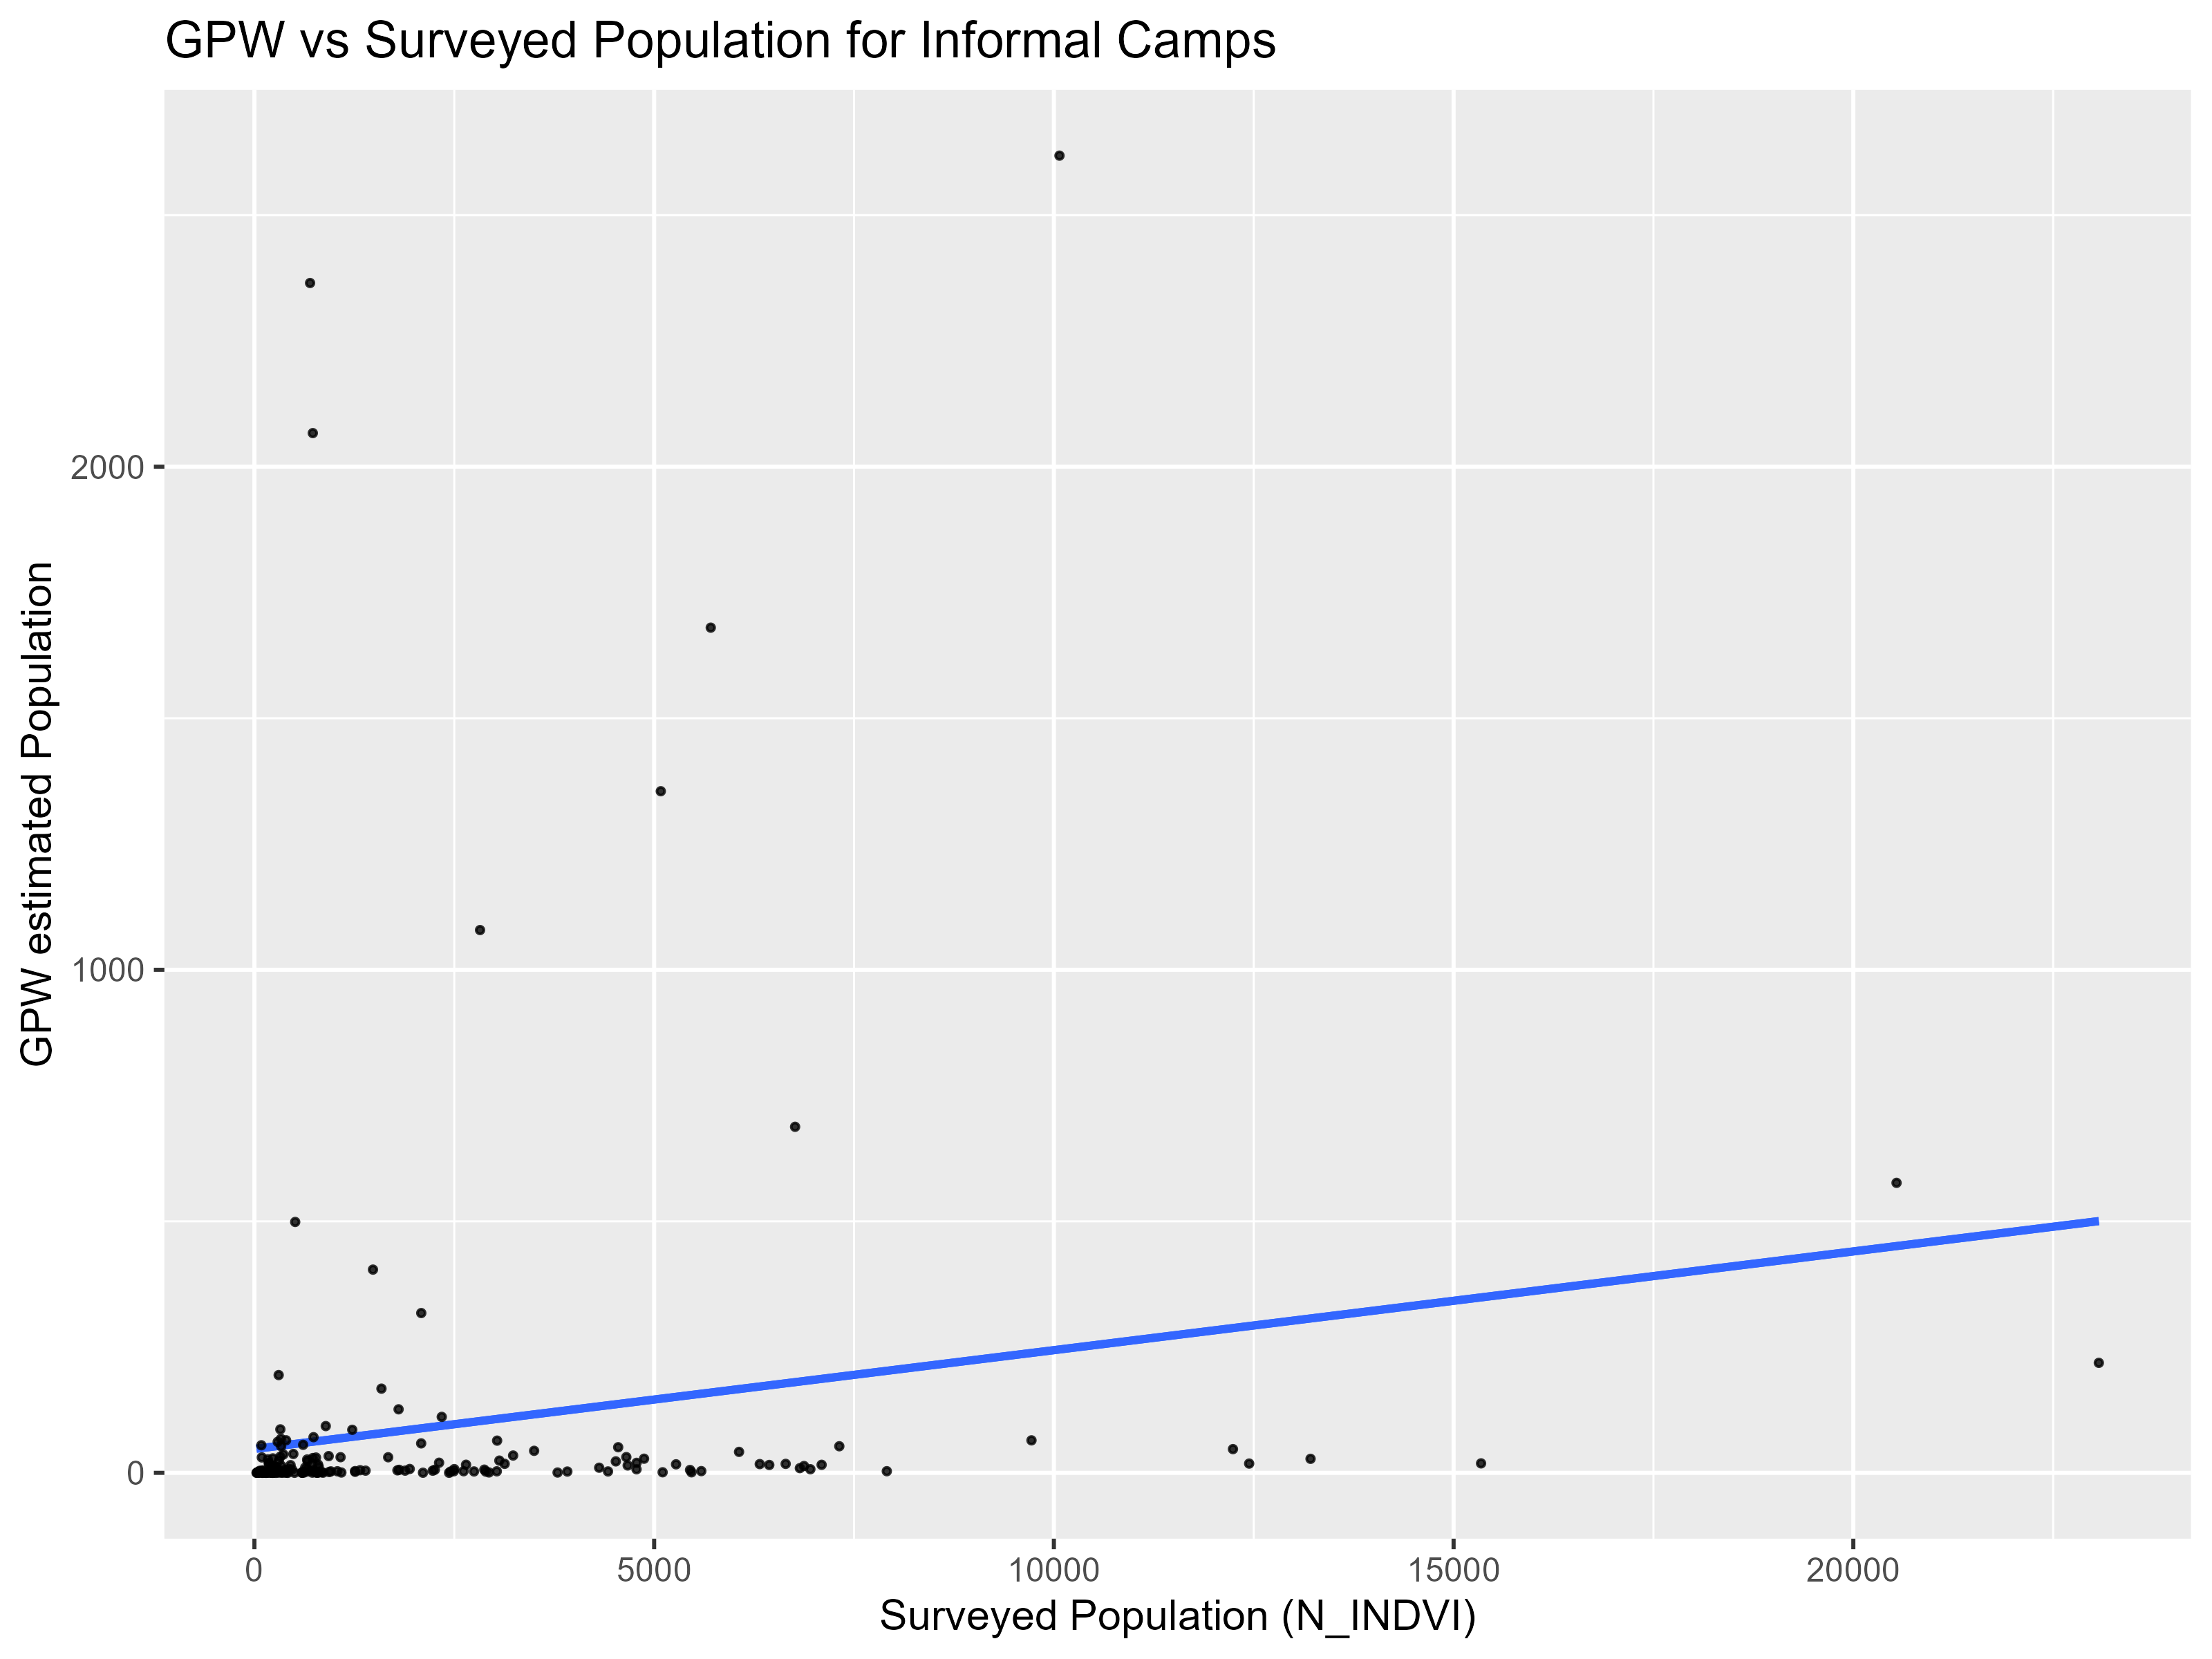 GPW vs Surveyed Population for Informal Camps
GPW estimated Population
2000
1000
0
0 5000 10000 15000 20000
Surveyed Population (N_INDVI)